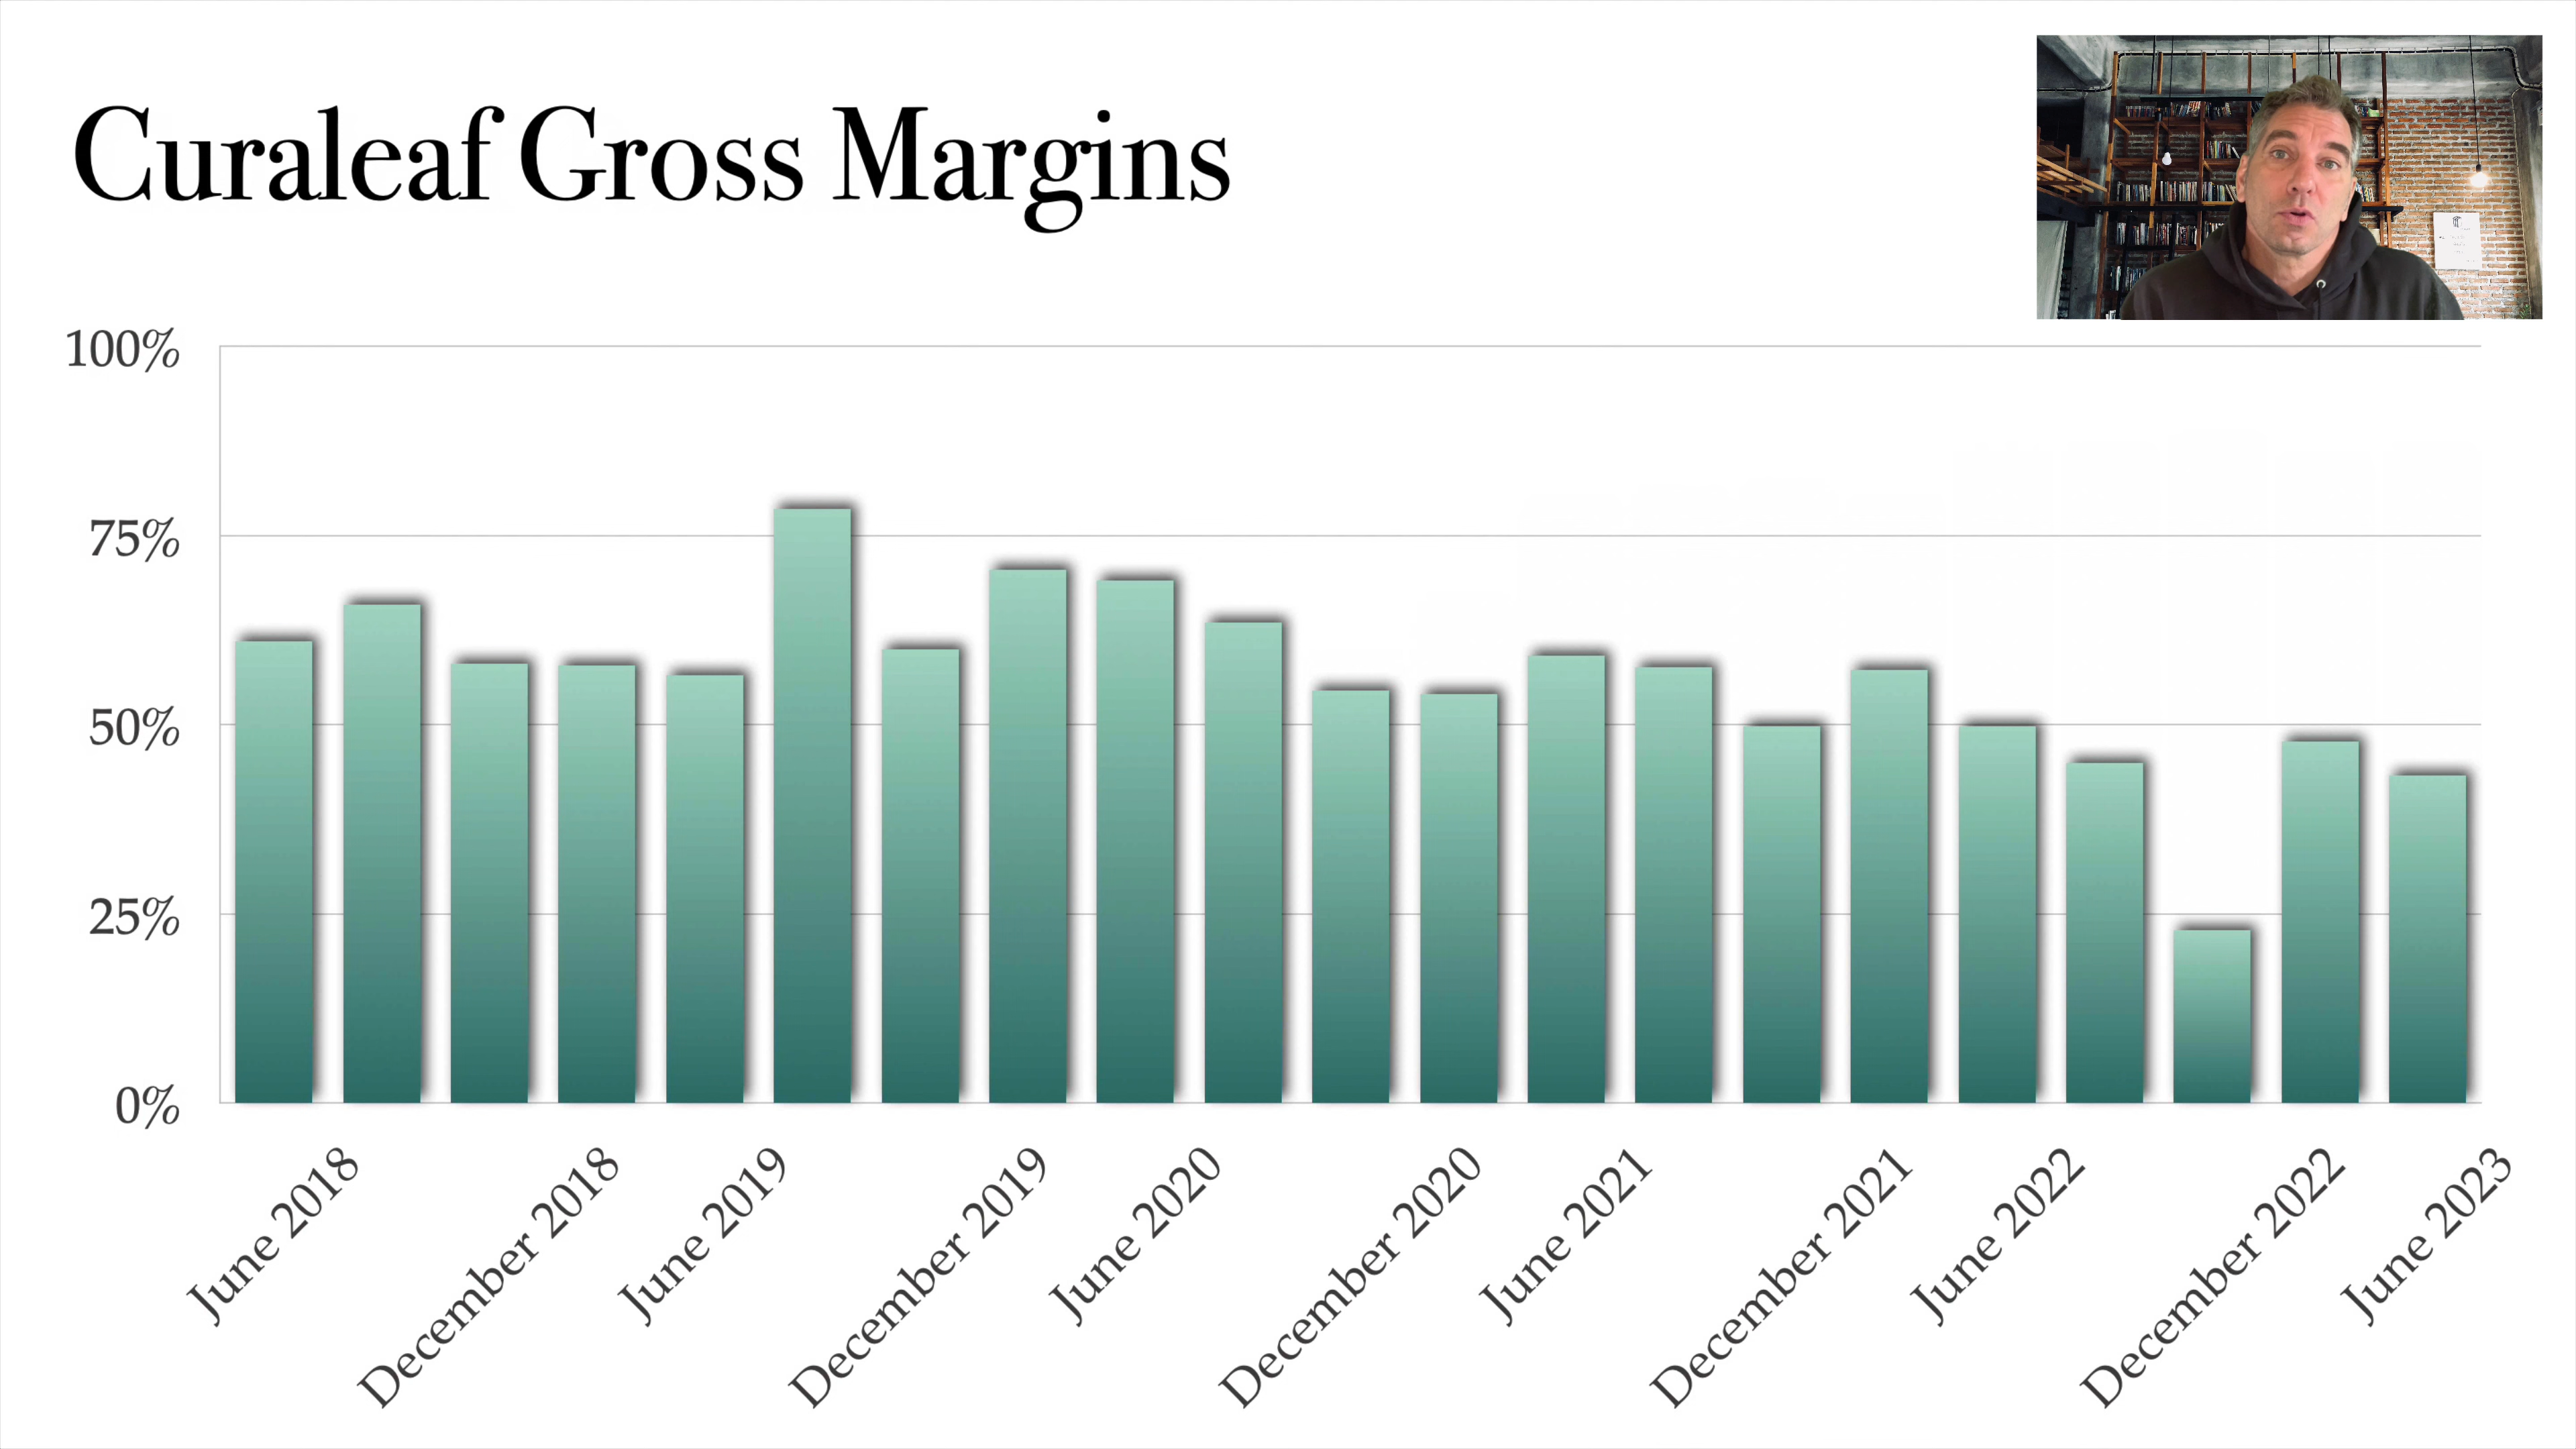 Curaleaf Gross Margins
100%
75%
50%
25%
0%
June 2018
December 2018
June 2019
December 2019
June 2020
December 2020
June 2021
December 2021
June 2022
December 2022
June 2023